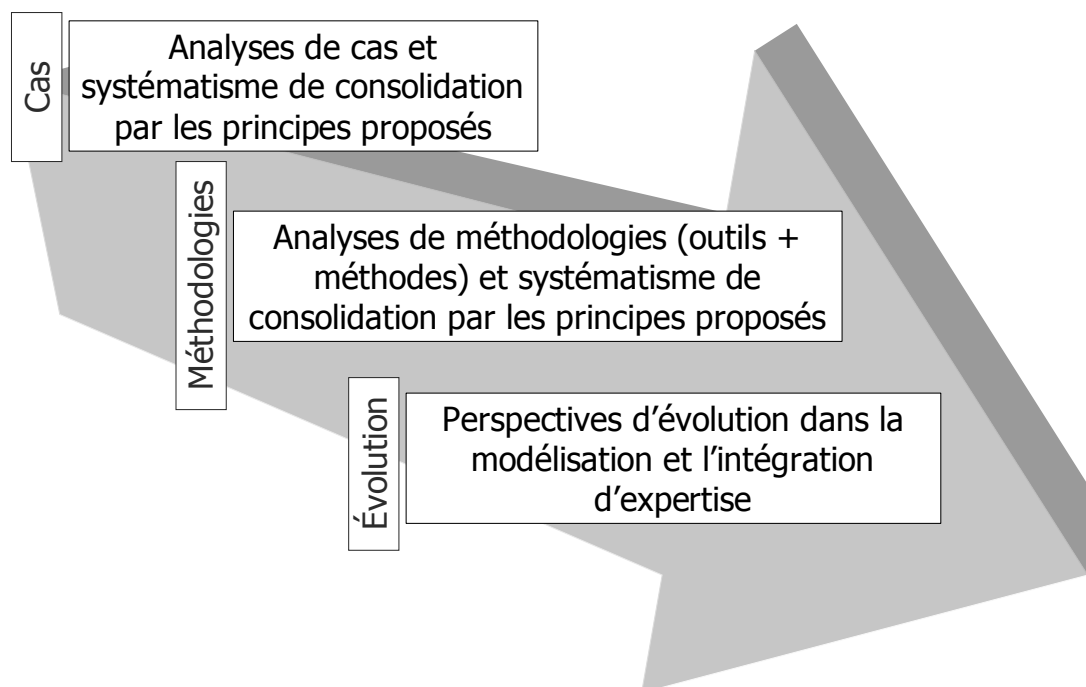 Cas
Analyses de cas et
systématisme de consolidation
par les principes proposés
Méthodologies
Analyses de méthodologies (outils +
méthodes) et systématisme de
consolidation par les principes proposés
Évolution
Perspectives d’évolution dans la
modélisation et l’intégration
d’expertise